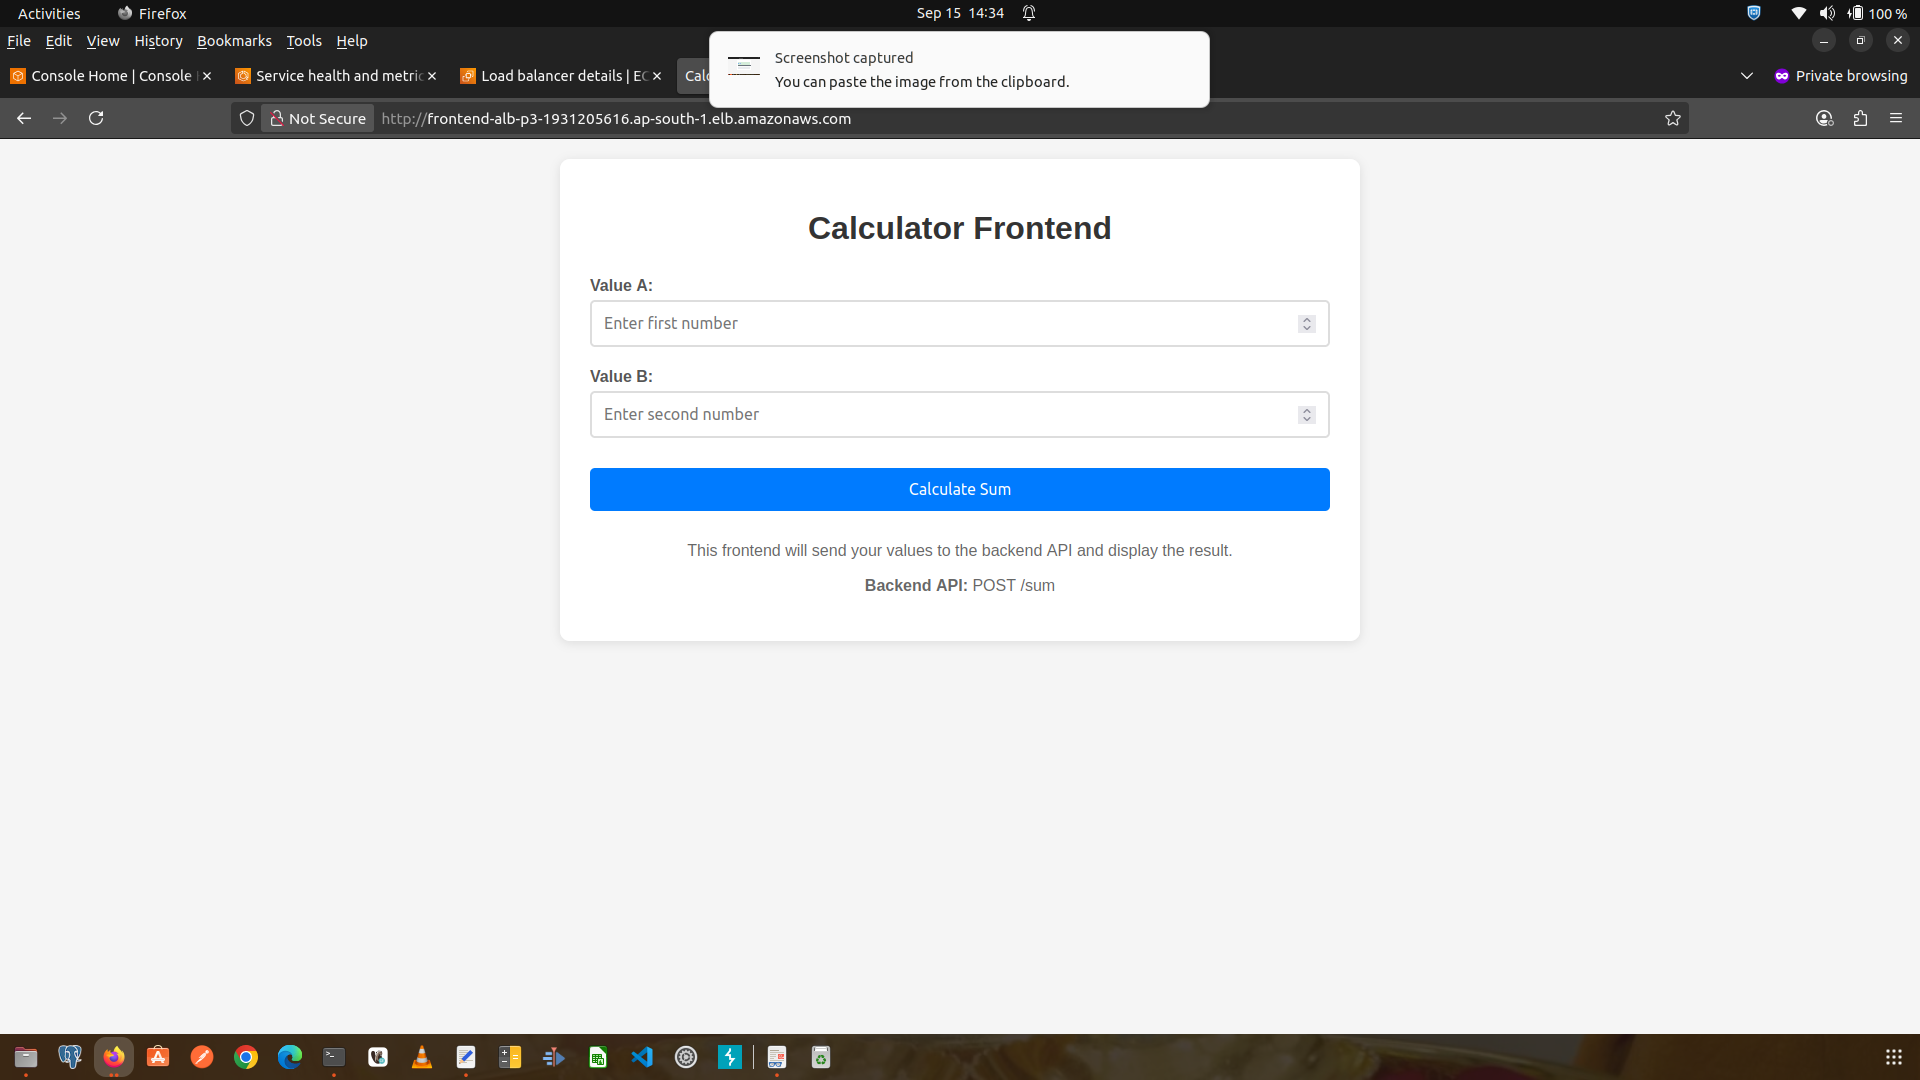 Activities Firefox Sep 15 14:34 100 %
File Edit View History Bookmarks Tools Help
Screenshot captured
You can paste the image from the clipboard.
Console Home | Console Service health and metric Load balancer details | EC Calc Private browsing
Not Secure http://frontend-alb-p3-1931205616.ap-south-1.elb.amazonaws.com
Calculator Frontend
Value A:
Enter first number
Value B:
Enter second number
Calculate Sum
This frontend will send your values to the backend API and display the result.
Backend API: POST /sum